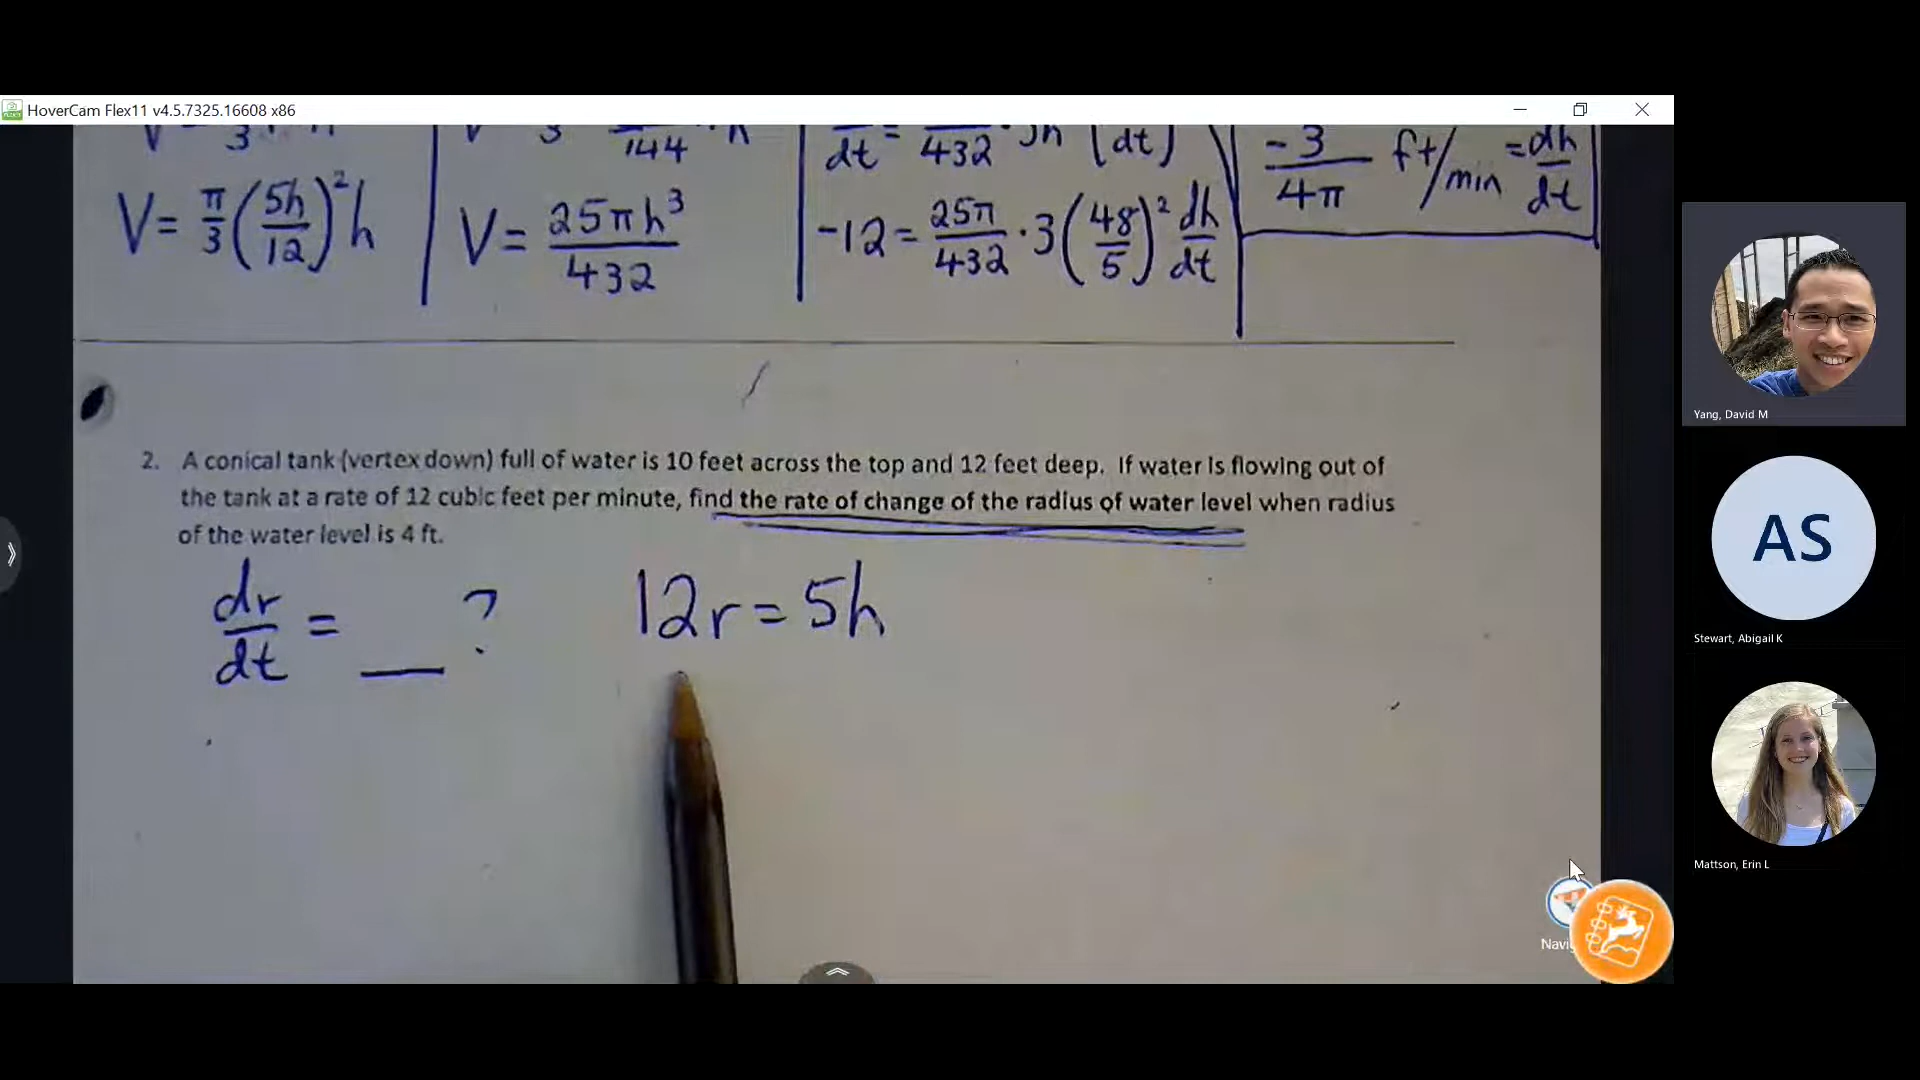 HoverCam Flex11 v4.5.7325.16608 x86
V= π/3 (5h/12)² h
V= 25πh³/432
-12= 25π/432 · 3 (48/5)² dh/dt
-3/4π ft/min = dh/dt
2. A conical tank (vertex down) full of water is 10 feet across the top and 12 feet deep. If water is flowing out of
the tank at a rate of 12 cubic feet per minute, find the rate of change of the radius of water level when radius
of the water level is 4 ft.
dr/dt = __ ?
12r = 5h
Navi
Yang, David M
AS
Stewart, Abigail K
Mattson, Erin L